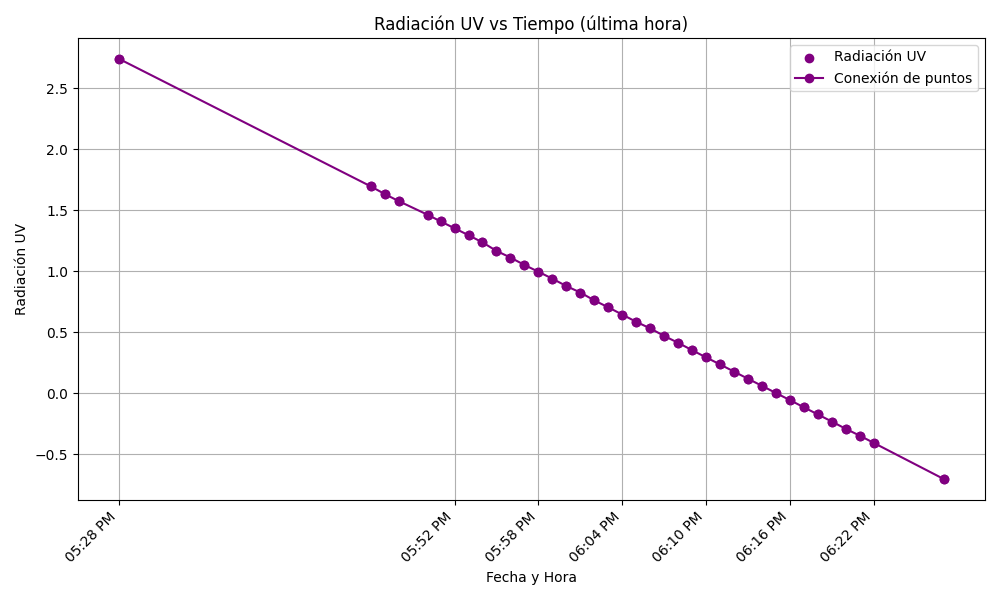 Radiación UV vs Tiempo (última hora)
Radiación UV
Conexión de puntos
Radiación UV
2.5
2.0
1.5
1.0
0.5
0.0
−0.5
05:28 PM
05:52 PM
05:58 PM
06:04 PM
06:10 PM
06:16 PM
06:22 PM
Fecha y Hora